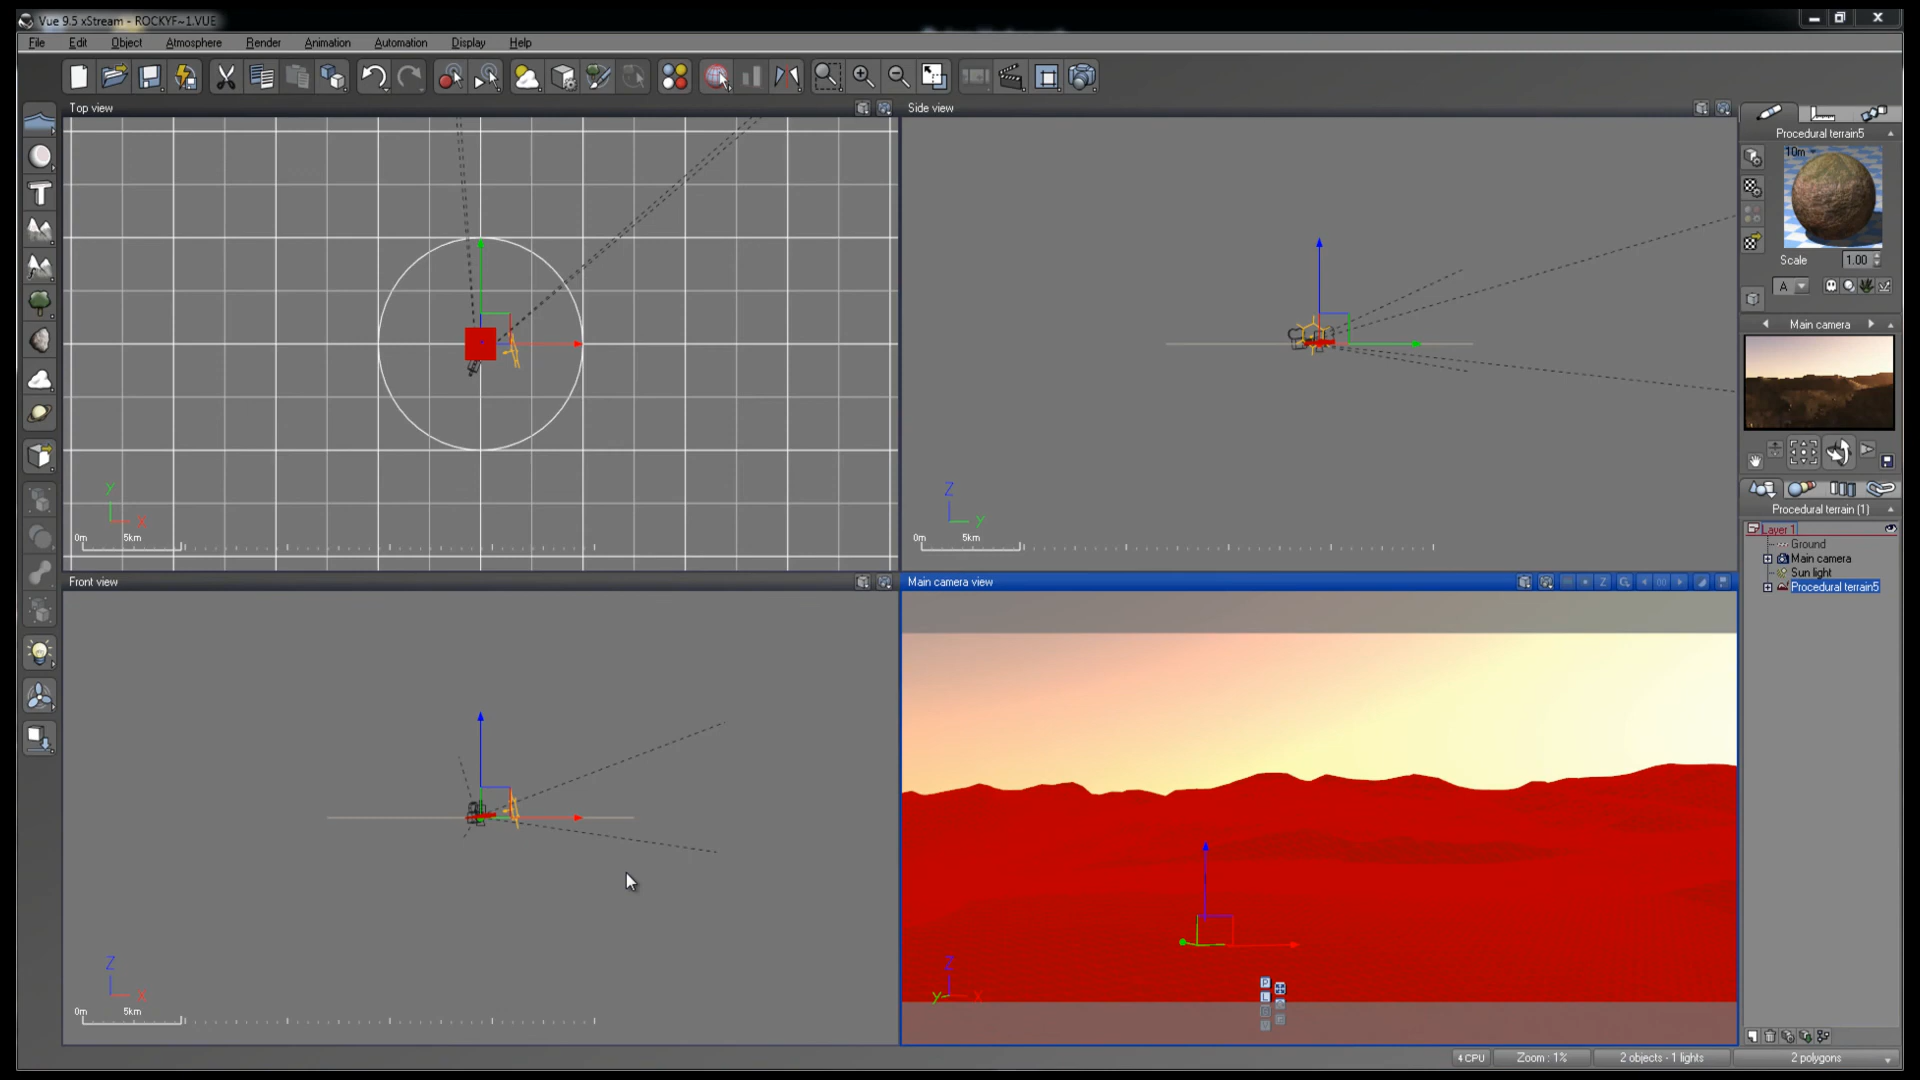 Vue 9.5 xStream - ROCKYF~1.VUE
File Edit Object Atmosphere Render Animation Automation Display Help
Top view
Side view
Y
X
0m 5km
Z
Y
0m 5km
Front view
Main camera view
Z
X
0m 5km
Z
Y X
P
L
Procedural terrain5
10m
Scale 1.00
A
Main camera
Procedural terrain (1)
Layer 1
Ground
Main camera
Sun light
Procedural terrain5
4 CPU Zoom : 1% 2 objects - 1 lights 2 polygons